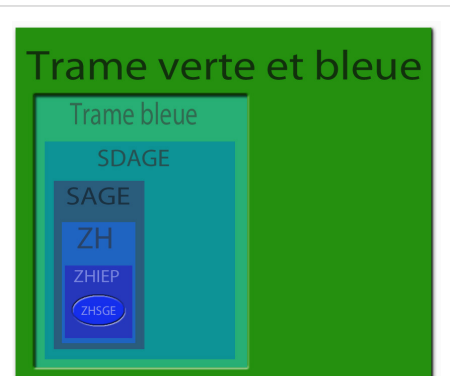 Trame verte et bleue
Trame bleue
SDAGE
SAGE
ZH
ZHIEP
ZHSGE